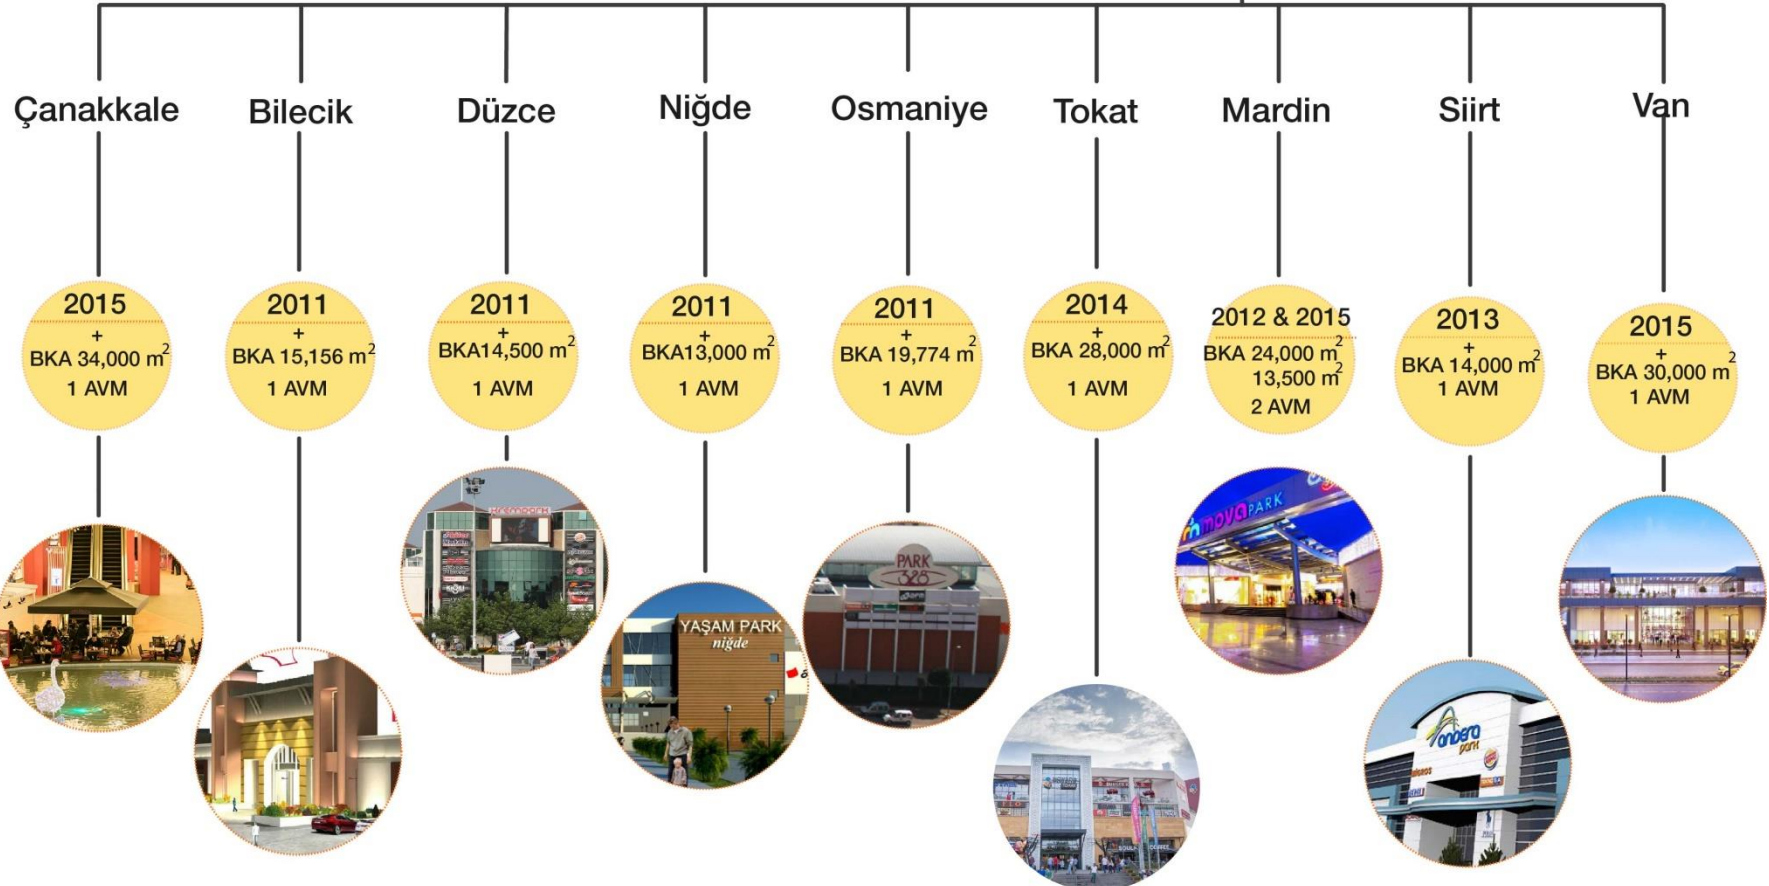 Çanakkale
Bilecik
Düzce
Niğde
Osmaniye
Tokat
Mardin
Siirt
Van
2015
+
BKA 34,000 m²
1 AVM
2011
+
BKA 15,156 m²
1 AVM
2011
+
BKA14,500 m²
1 AVM
2011
+
BKA13,000 m²
1 AVM
2011
+
BKA 19,774 m²
1 AVM
2014
+
BKA 28,000 m²
1 AVM
2012 & 2015
BKA 24,000 m²
13,500 m²
2 AVM
2013
+
BKA 14,000 m²
1 AVM
2015
+
BKA 30,000 m²
1 AVM
YAŞAM PARK
niğde
PARK
328
movaPARK
andera
park